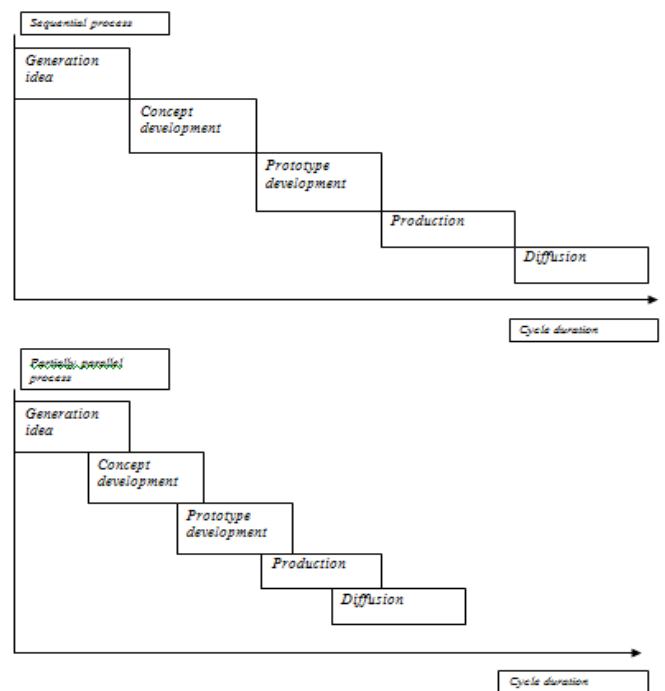 Sequential process
Generation
idea
Concept
development
Prototype
development
Production
Diffusion
Cycle duration
Partially parallel
process
Generation
idea
Concept
development
Prototype
development
Production
Diffusion
Cycle duration